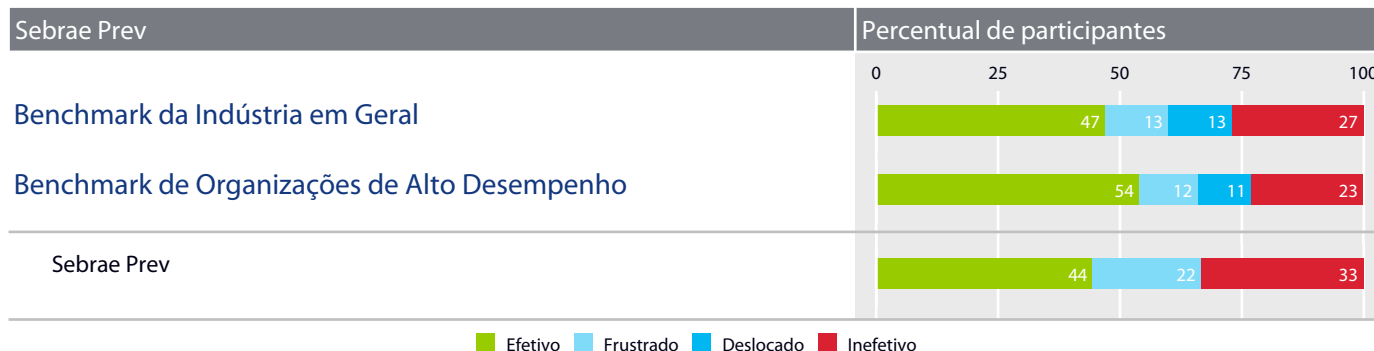 Sebrae Prev Percentual de participantes
0 25 50 75 100
Benchmark da Indústria em Geral 47 13 13 27
Benchmark de Organizações de Alto Desempenho 54 12 11 23
Sebrae Prev 44 22 33
Efetivo Frustrado Deslocado Inefetivo